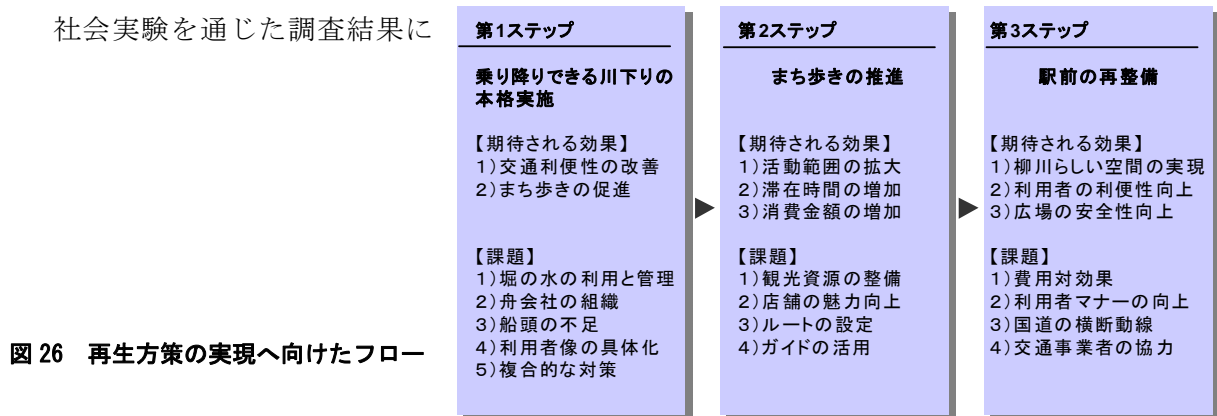 社会実験を通じた調査結果に
第1ステップ
乗り降りできる川下りの
本格実施
【期待される効果】
1)交通利便性の改善
2)まち歩きの促進
【課題】
1)堀の水の利用と管理
2)舟会社の組織
3)船頭の不足
4)利用者像の具体化
5)複合的な対策
第2ステップ
まち歩きの推進
【期待される効果】
1)活動範囲の拡大
2)滞在時間の増加
3)消費金額の増加
【課題】
1)観光資源の整備
2)店舗の魅力向上
3)ルートの設定
4)ガイドの活用
第3ステップ
駅前の再整備
【期待される効果】
1)柳川らしい空間の実現
2)利用者の利便性向上
3)広場の安全性向上
【課題】
1)費用対効果
2)利用者マナーの向上
3)国道の横断動線
4)交通事業者の協力
図 26　再生方策の実現へ向けたフロー